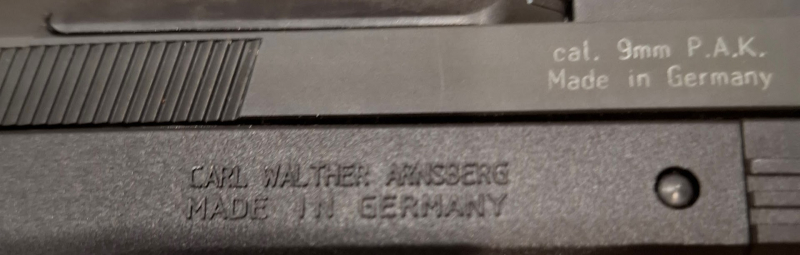 cal. 9mm P.A.K.
Made in Germany
CARL WALTHER ARNSBERG
MADE IN GERMANY